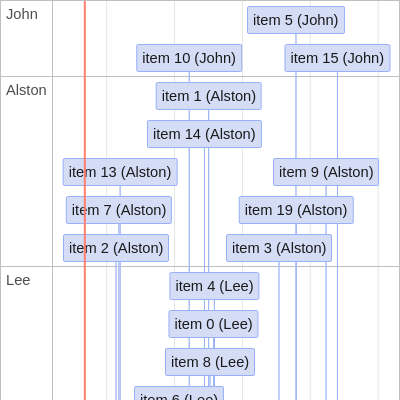 John
item 5 (John)
item 10 (John)
item 15 (John)
Alston
item 1 (Alston)
item 14 (Alston)
item 13 (Alston)
item 9 (Alston)
item 7 (Alston)
item 19 (Alston)
item 2 (Alston)
item 3 (Alston)
Lee
item 4 (Lee)
item 0 (Lee)
item 8 (Lee)
item 6 (Lee)